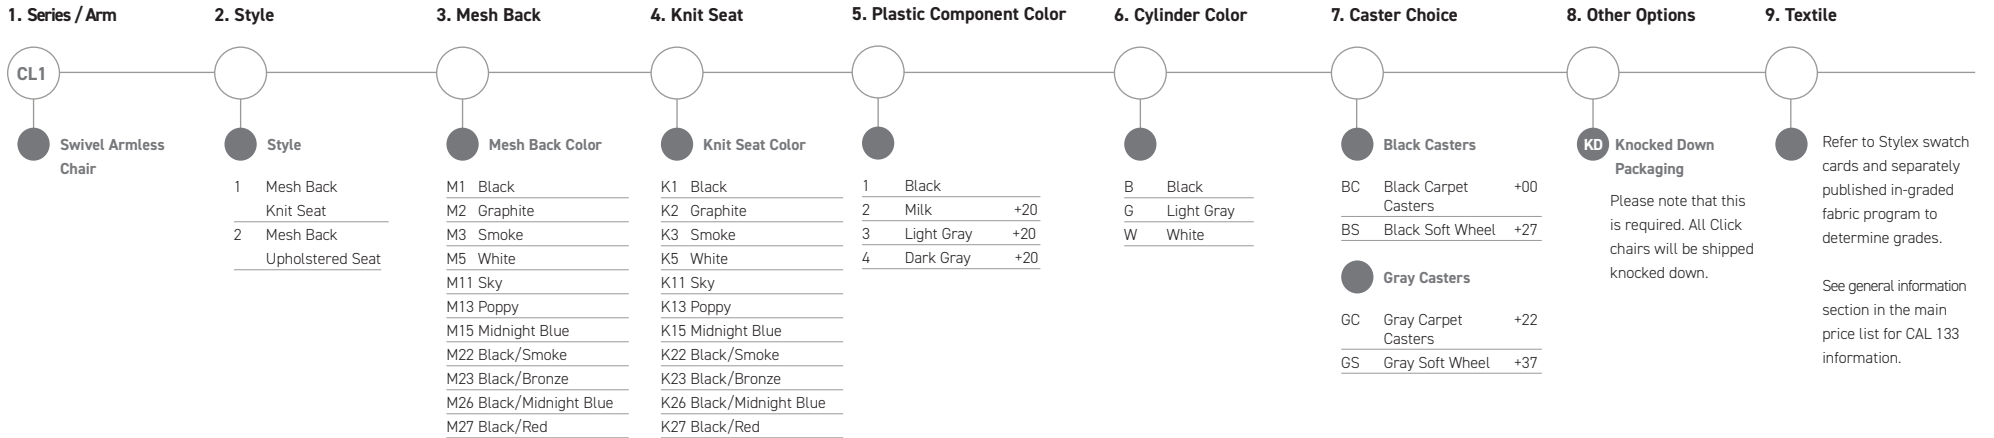 1. Series / Arm
CL1
Swivel Armless
Chair
2. Style
Style
1 Mesh Back
Knit Seat
2 Mesh Back
Upholstered Seat
3. Mesh Back
Mesh Back Color
M1 Black
M2 Graphite
M3 Smoke
M5 White
M11 Sky
M13 Poppy
M15 Midnight Blue
M22 Black/Smoke
M23 Black/Bronze
M26 Black/Midnight Blue
M27 Black/Red
4. Knit Seat
Knit Seat Color
K1 Black
K2 Graphite
K3 Smoke
K5 White
K11 Sky
K13 Poppy
K15 Midnight Blue
K22 Black/Smoke
K23 Black/Bronze
K26 Black/Midnight Blue
K27 Black/Red
5. Plastic Component Color
1 Black
2 Milk +20
3 Light Gray +20
4 Dark Gray +20
6. Cylinder Color
B Black
G Light Gray
W White
7. Caster Choice
Black Casters
BC Black Carpet +00
Casters
BS Black Soft Wheel +27
Gray Casters
GC Gray Carpet +22
Casters
GS Gray Soft Wheel +37
8. Other Options
KD Knocked Down
Packaging
Please note that this
is required. All Click
chairs will be shipped
knocked down.
9. Textile
Refer to Stylex swatch
cards and separately
published in-graded
fabric program to
determine grades.
See general information
section in the main
price list for CAL 133
information.